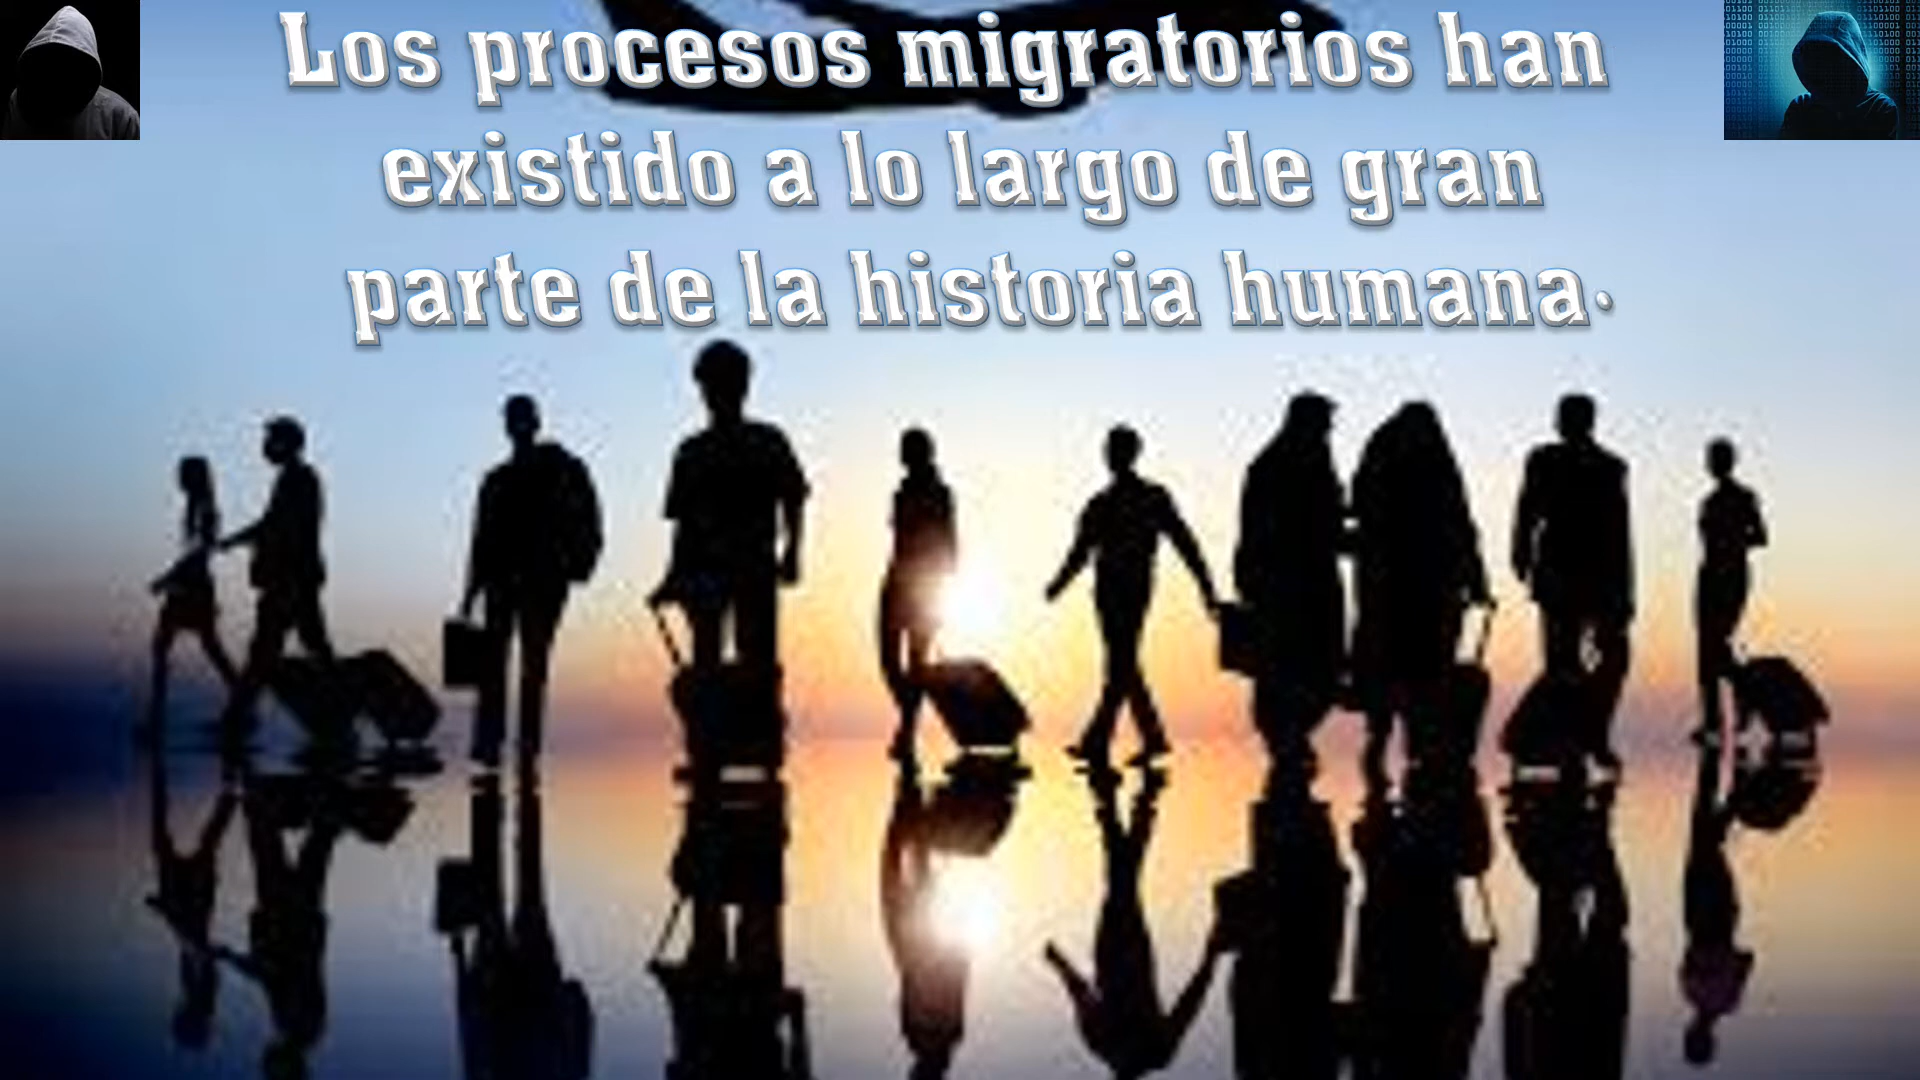 Los procesos migratorios han
existido a lo largo de gran
parte de la historia humana.